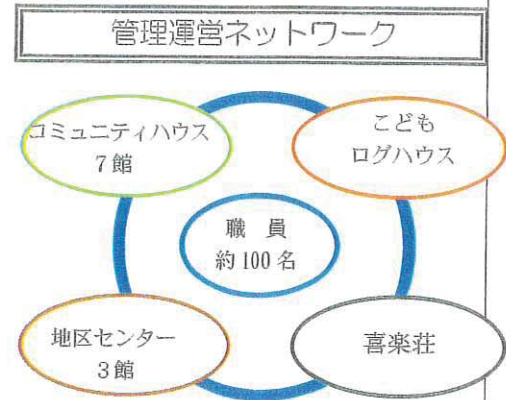 管理運営ネットワーク
コミュニティハウス
7館
こども
ログハウス
職 員
約100名
地区センター
3館
喜楽荘